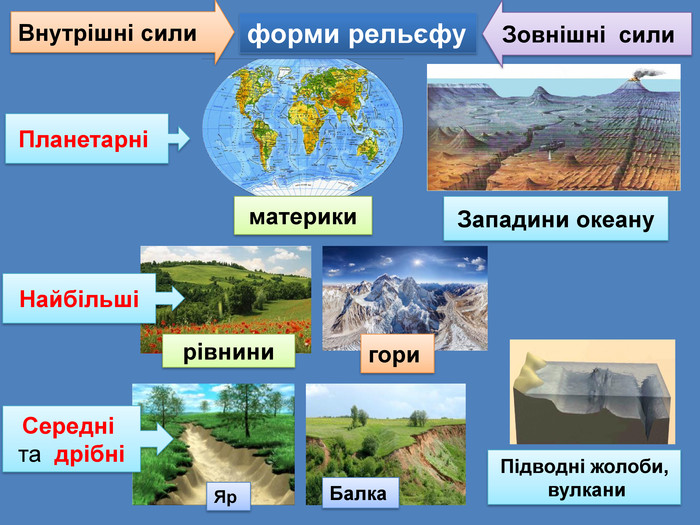 Внутрішні сили
форми рельєфу
Зовнішні сили
Планетарні
материки
Западини океану
Найбільші
рівнини
гори
Середні
та дрібні
Яр
Балка
Підводні жолоби,
вулкани